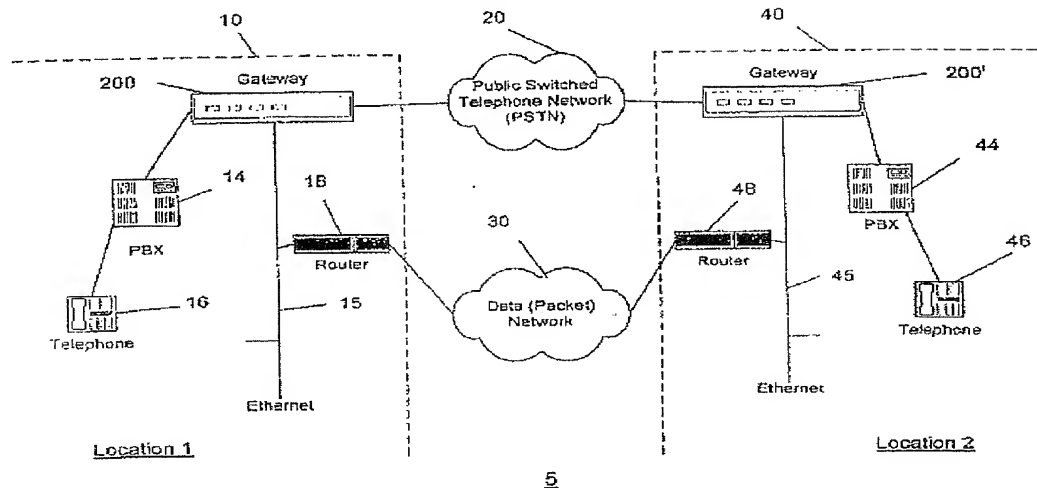 10
20
40
200
Gateway
Public Switched
Telephone Network
(PSTN)
Gateway
200'
14
PBX
18
Router
30
48
Router
44
PBX
16
Telephone
15
Data (Packet)
Network
45
46
Telephone
Ethernet
Ethernet
Location 1
Location 2
5